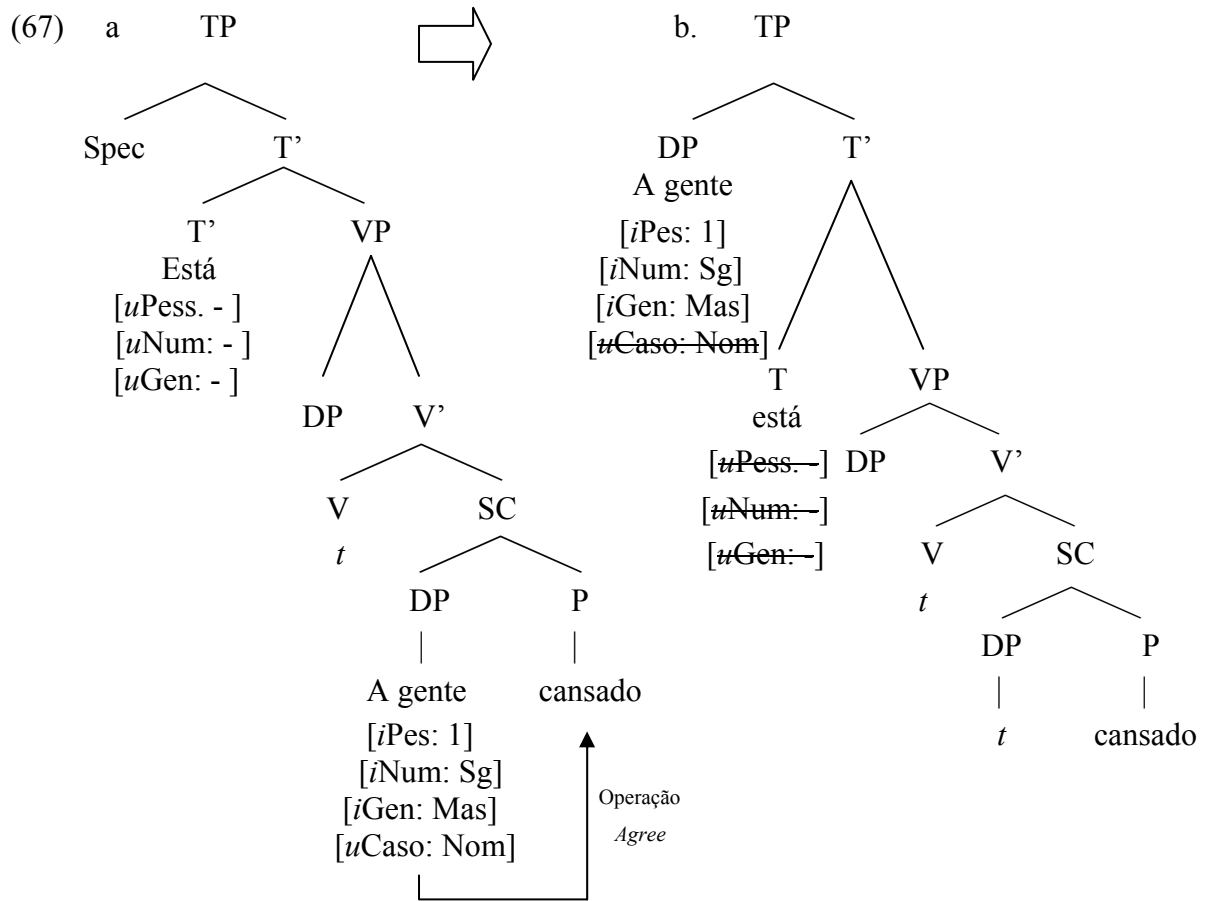 (67) a TP b. TP
Spec T’ DP T’
A gente
T’ VP [iPes: 1]
Está [iNum: Sg]
[uPess. - ] [iGen: Mas]
[uNum: - ] [uCaso: Nom]
[uGen: - ] T VP
DP V’ está
[uPess. -] DP V’
V SC [uNum: -]
t [uGen: -] V SC
DP P t
A gente cansado DP P
[iPes: 1] t cansado
[iNum: Sg]
[iGen: Mas] Operação
[uCaso: Nom] Agree